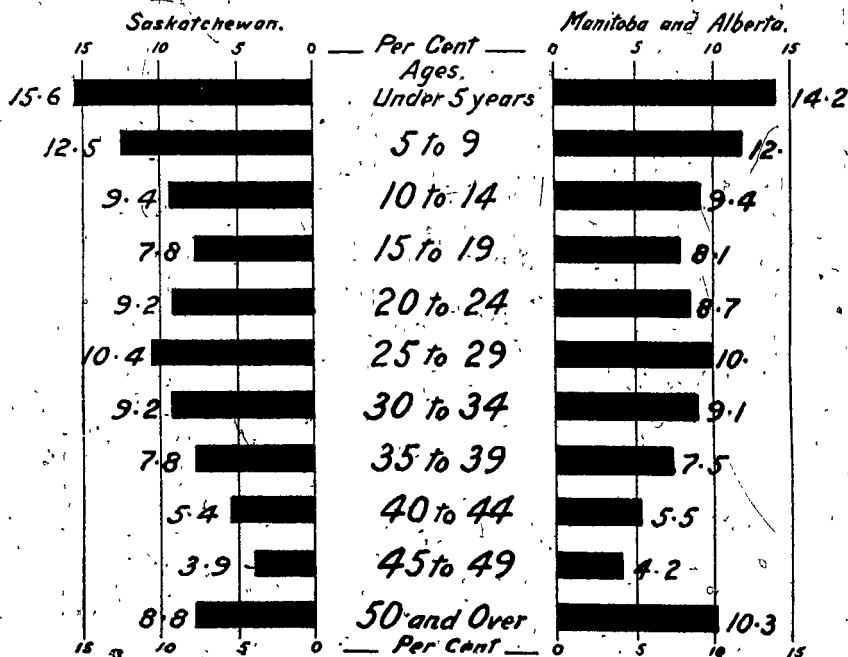 Saskatchewan. Manitoba and Alberta.
15 10 5 0 Per Cent 0 5 10 15
Ages.
15.6 Under 5 years 14.2
12.5 5 to 9 12.
9.4 10 to 14 9.4
7.8 15 to 19 8.1
9.2 20 to 24 8.7
10.4 25 to 29 10.
9.2 30 to 34 9.1
7.8 35 to 39 7.5
5.4 40 to 44 5.5
3.9 45 to 49 4.2
8.8 50 and Over 10.3
15 10 5 0 Per Cent 0 5 10 15